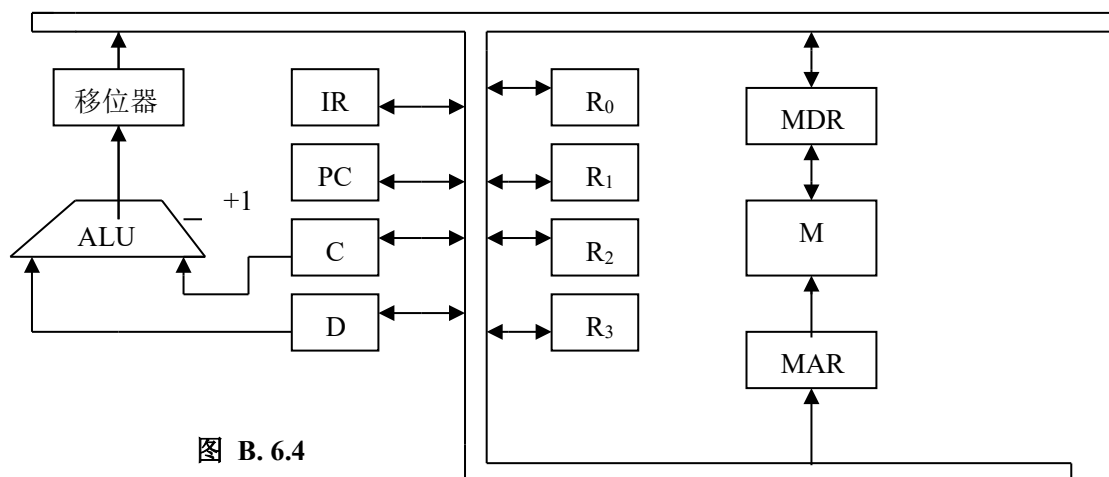 移位器
IR
R₀
MDR
PC
R₁
+1
ALU
C
R₂
M
D
R₃
MAR
图 B. 6.4